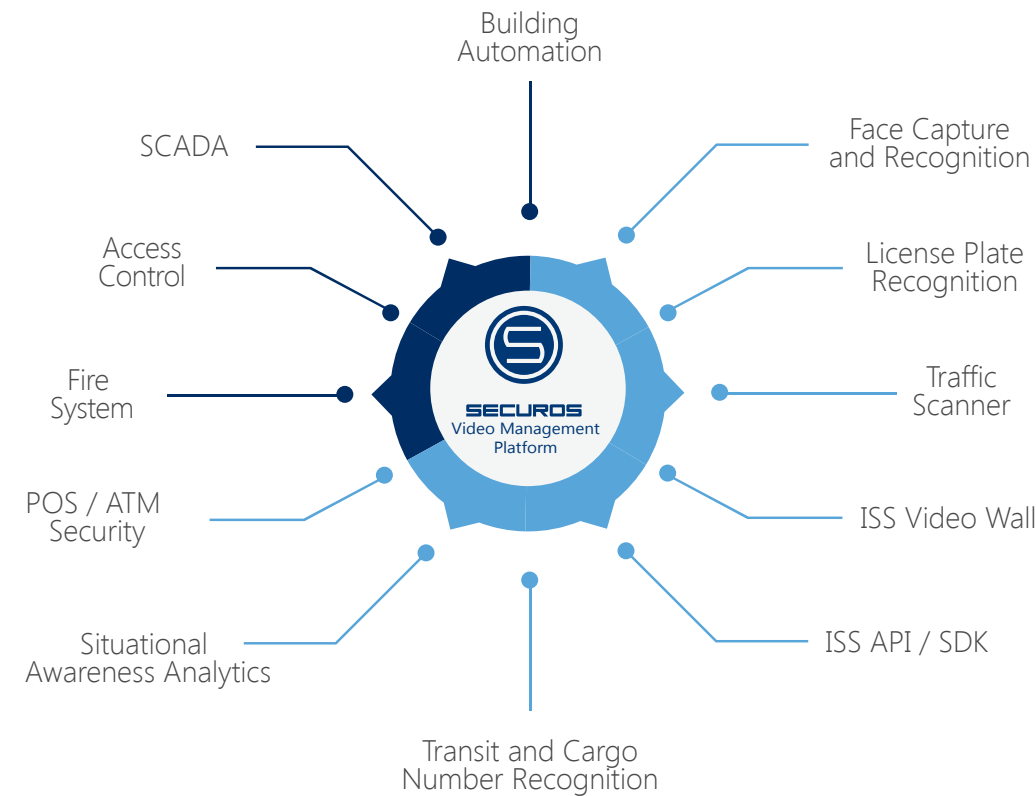 Building
Automation
SCADA
Face Capture
and Recognition
Access
Control
License Plate
Recognition
Fire
System
SECUROS
Video Management
Platform
Traffic
Scanner
POS / ATM
Security
ISS Video Wall
Situational
Awareness Analytics
ISS API / SDK
Transit and Cargo
Number Recognition